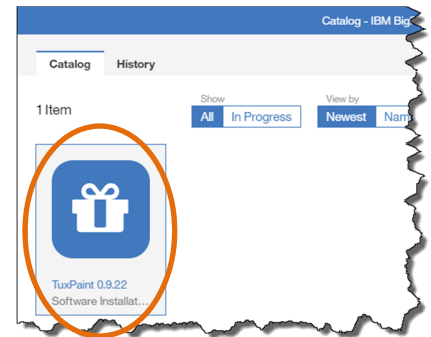 Catalog - IBM Big
Catalog History
1 Item
Show
All In Progress
View by
Newest Nam
TuxPaint 0.9.22
Software Installat...